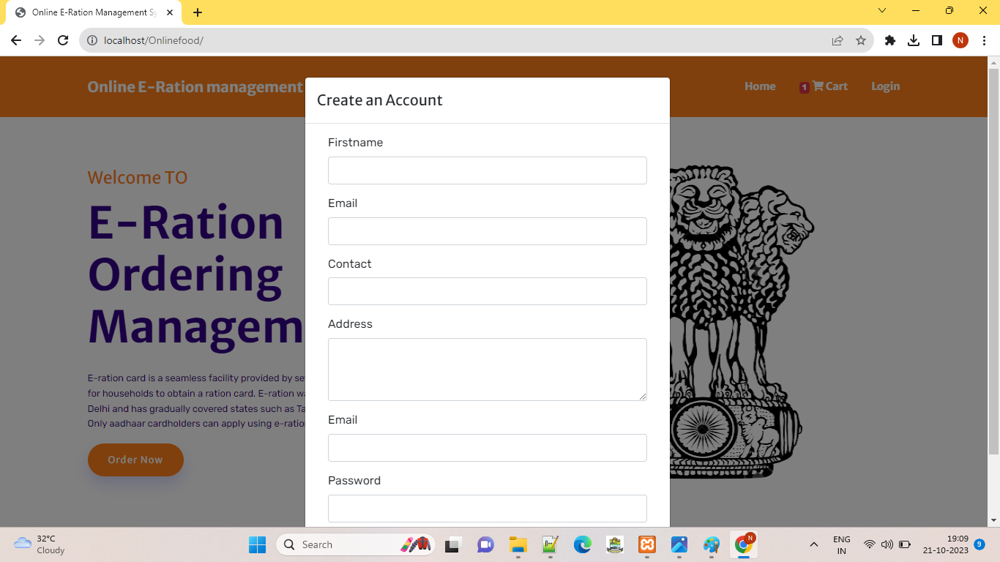 Online E-Ration Management Sy
localhost/Onlinefood/
N
Online E-Ration management
Home
1 Cart
Login
Create an Account
Firstname
Email
Contact
Address
Email
Password
Welcome TO
E-Ration
Ordering
Managem
E-ration card is a seamless facility provided by se
for households to obtain a ration card. E-ration wa
Delhi and has gradually covered states such as Ta
Only aadhaar cardholders can apply using e-ratio
Order Now
32°C
Cloudy
Search
N
ENG
IN
19:09
21-10-2023
9